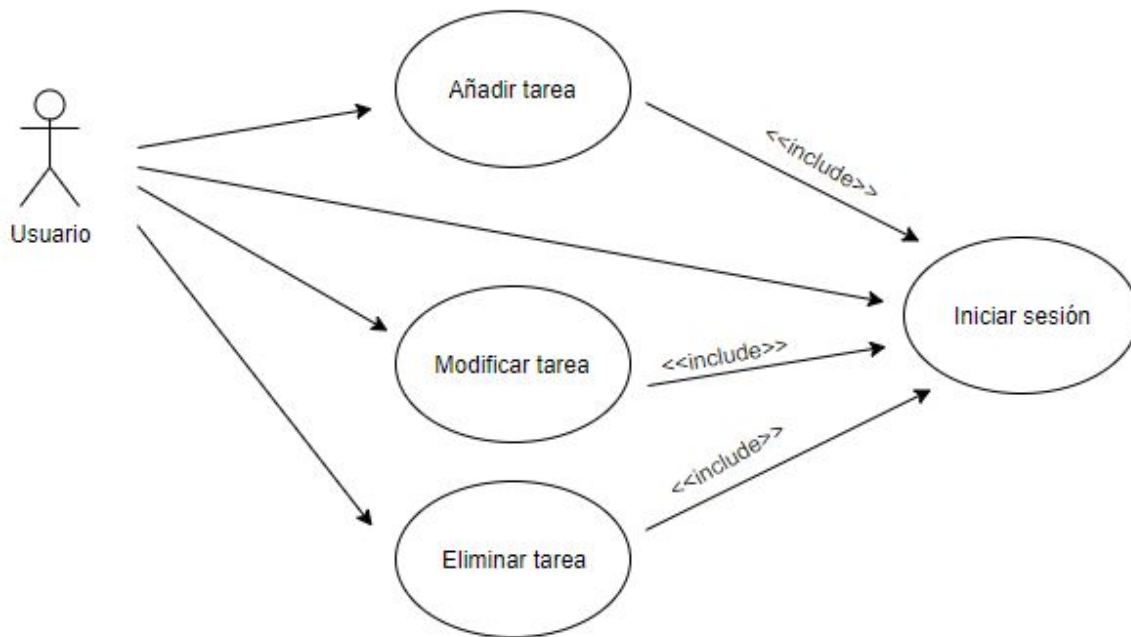 Añadir tarea
<<include>>
Usuario
Iniciar sesión
Modificar tarea
<<include>>
<<include>>
Eliminar tarea